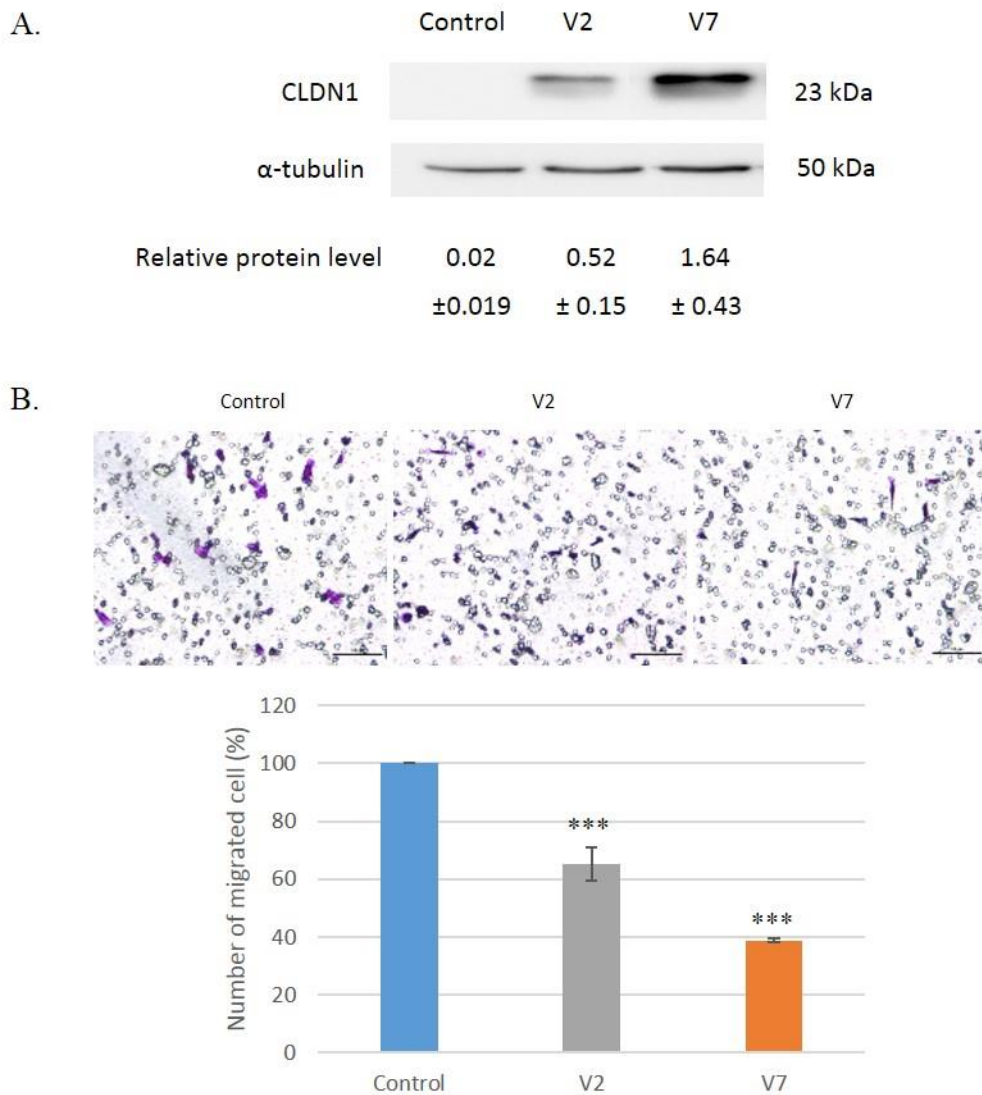 A.
Control V2 V7
CLDN1 23 kDa
α-tubulin 50 kDa
Relative protein level 0.02 0.52 1.64
±0.019 ± 0.15 ± 0.43
B.
Control V2 V7
120
100
80
60
40
20
0
Number of migrated cell (%)
***
***
Control V2 V7